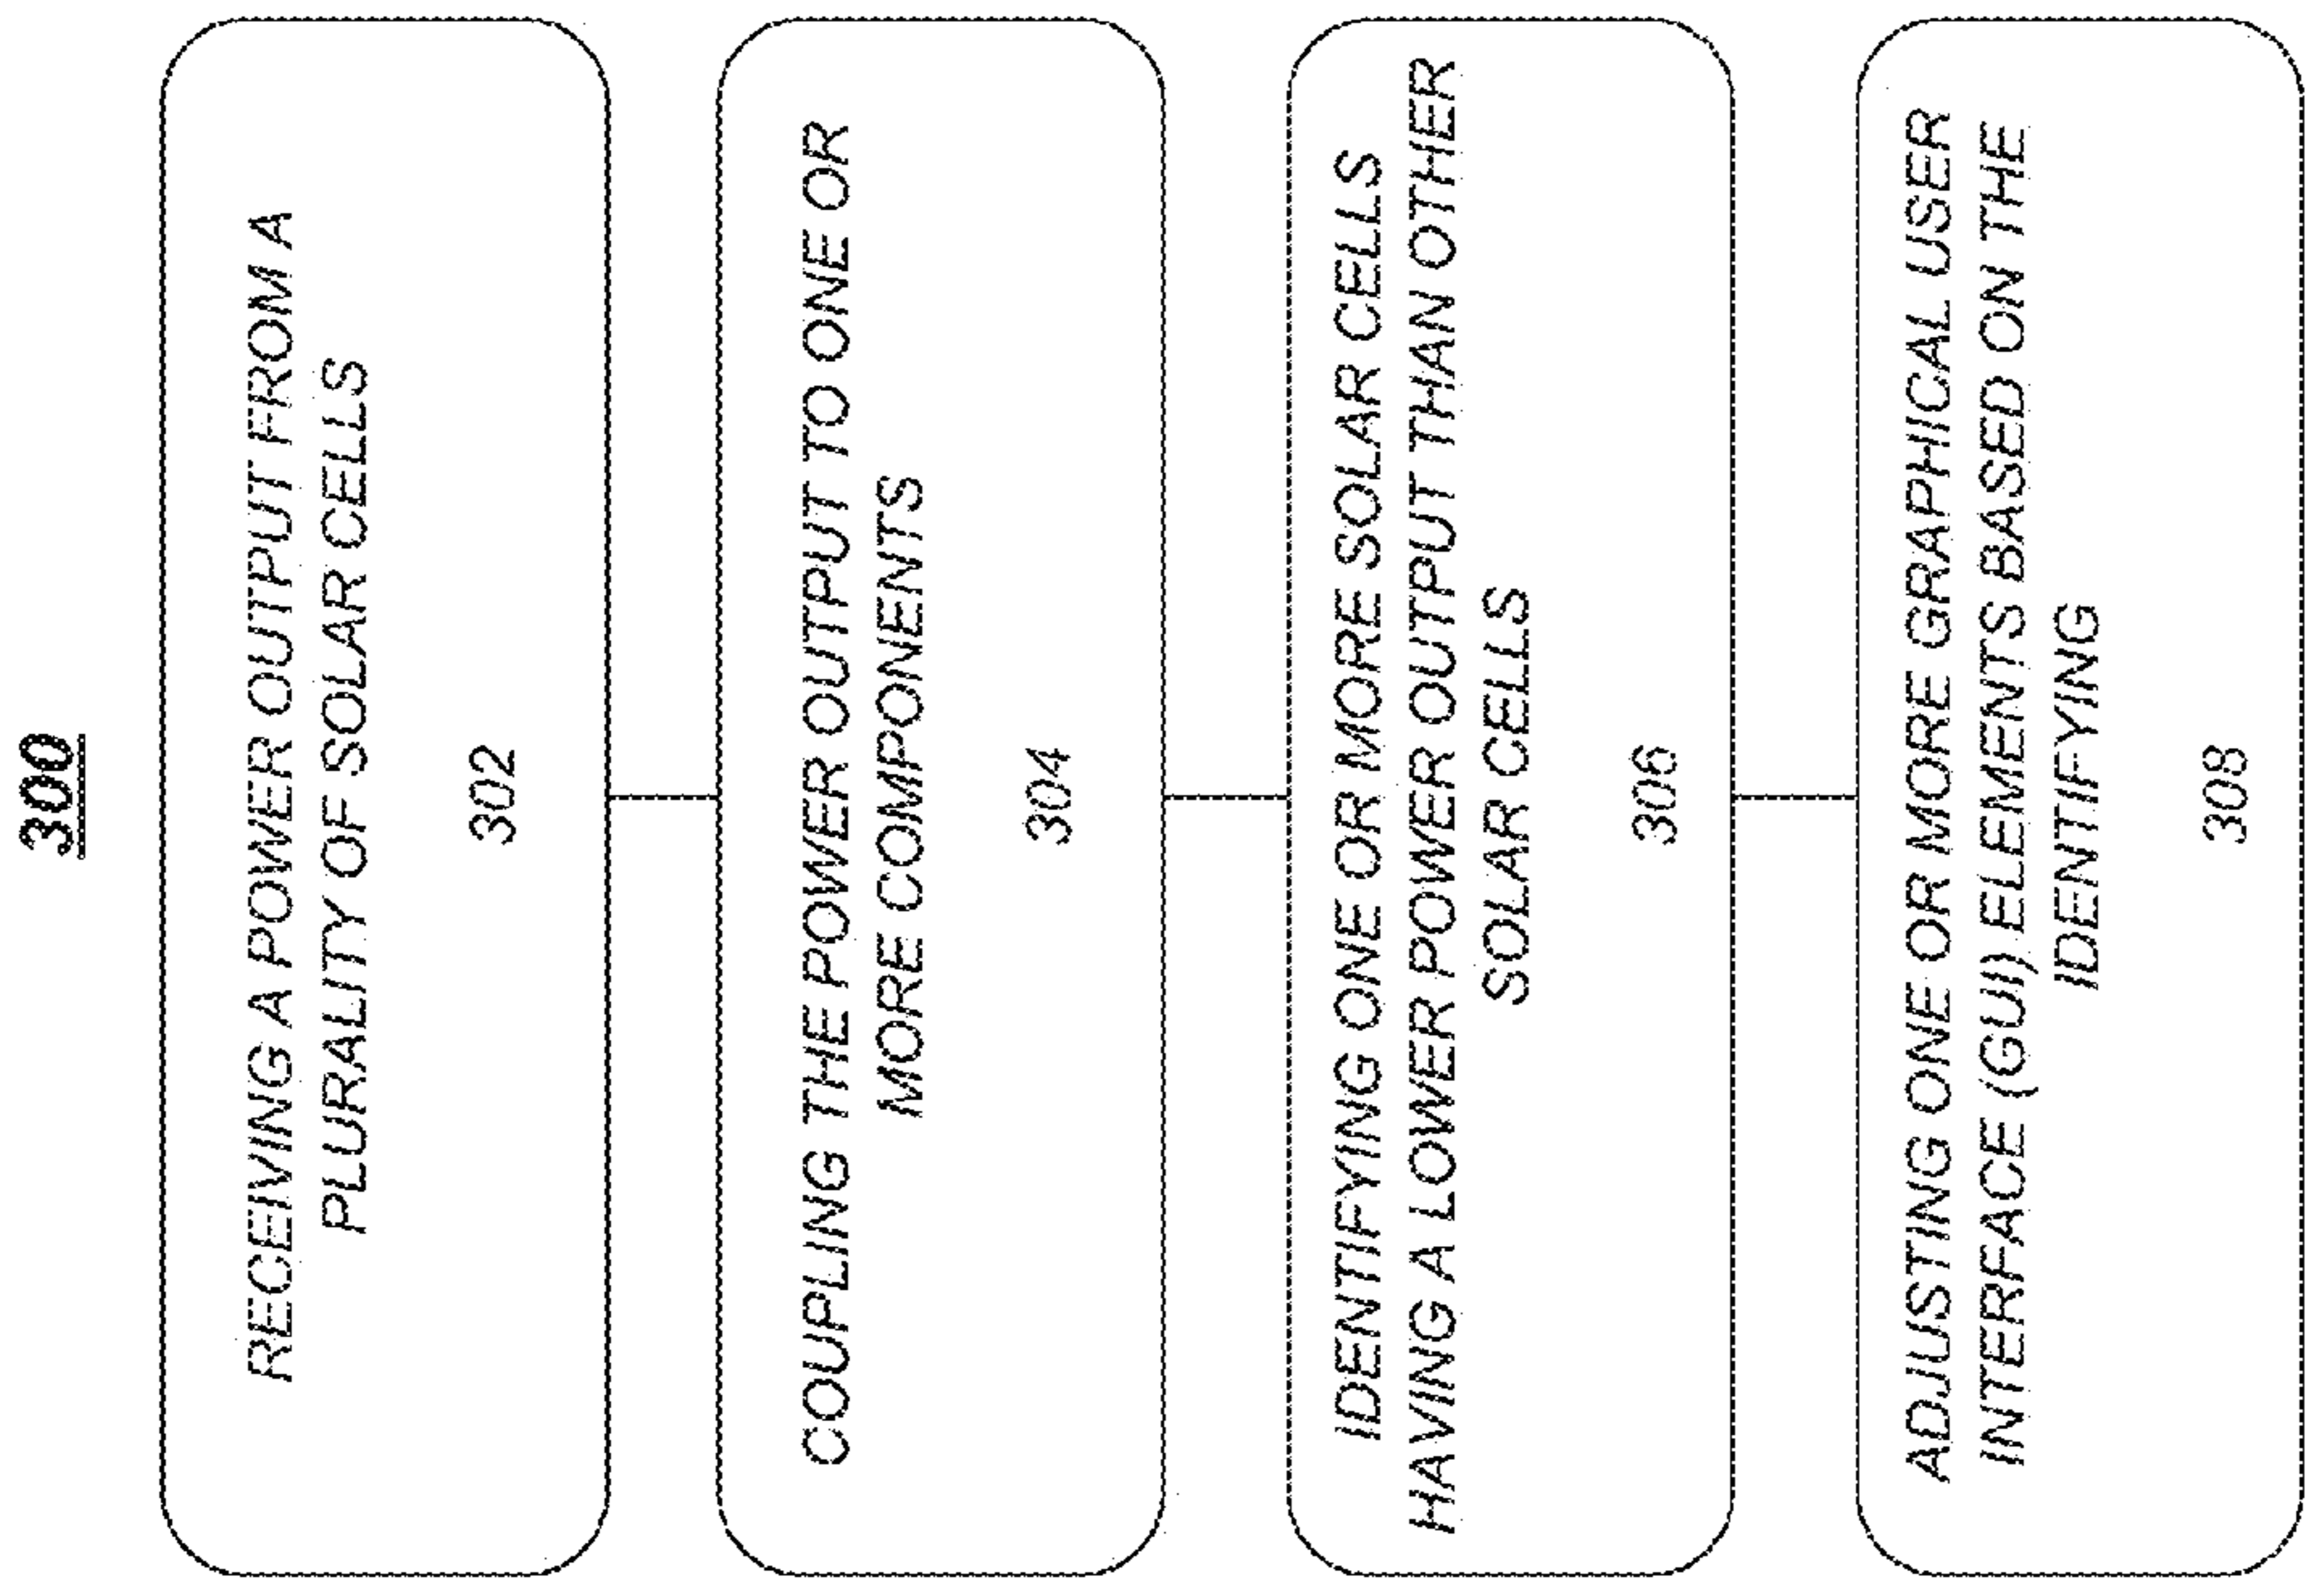 300
RECEIVING A POWER OUTPUT FROM A
PLURALITY OF SOLAR CELLS
302
COUPLING THE POWER OUTPUT TO ONE OR
MORE COMPONENTS
304
IDENTIFYING ONE OR MORE SOLAR CELLS
HAVING A LOWER POWER OUTPUT THAN OTHER
SOLAR CELLS
306
ADJUSTING ONE OR MORE GRAPHICAL USER
INTERFACE (GUI) ELEMENTS BASED ON THE
IDENTIFYING
308